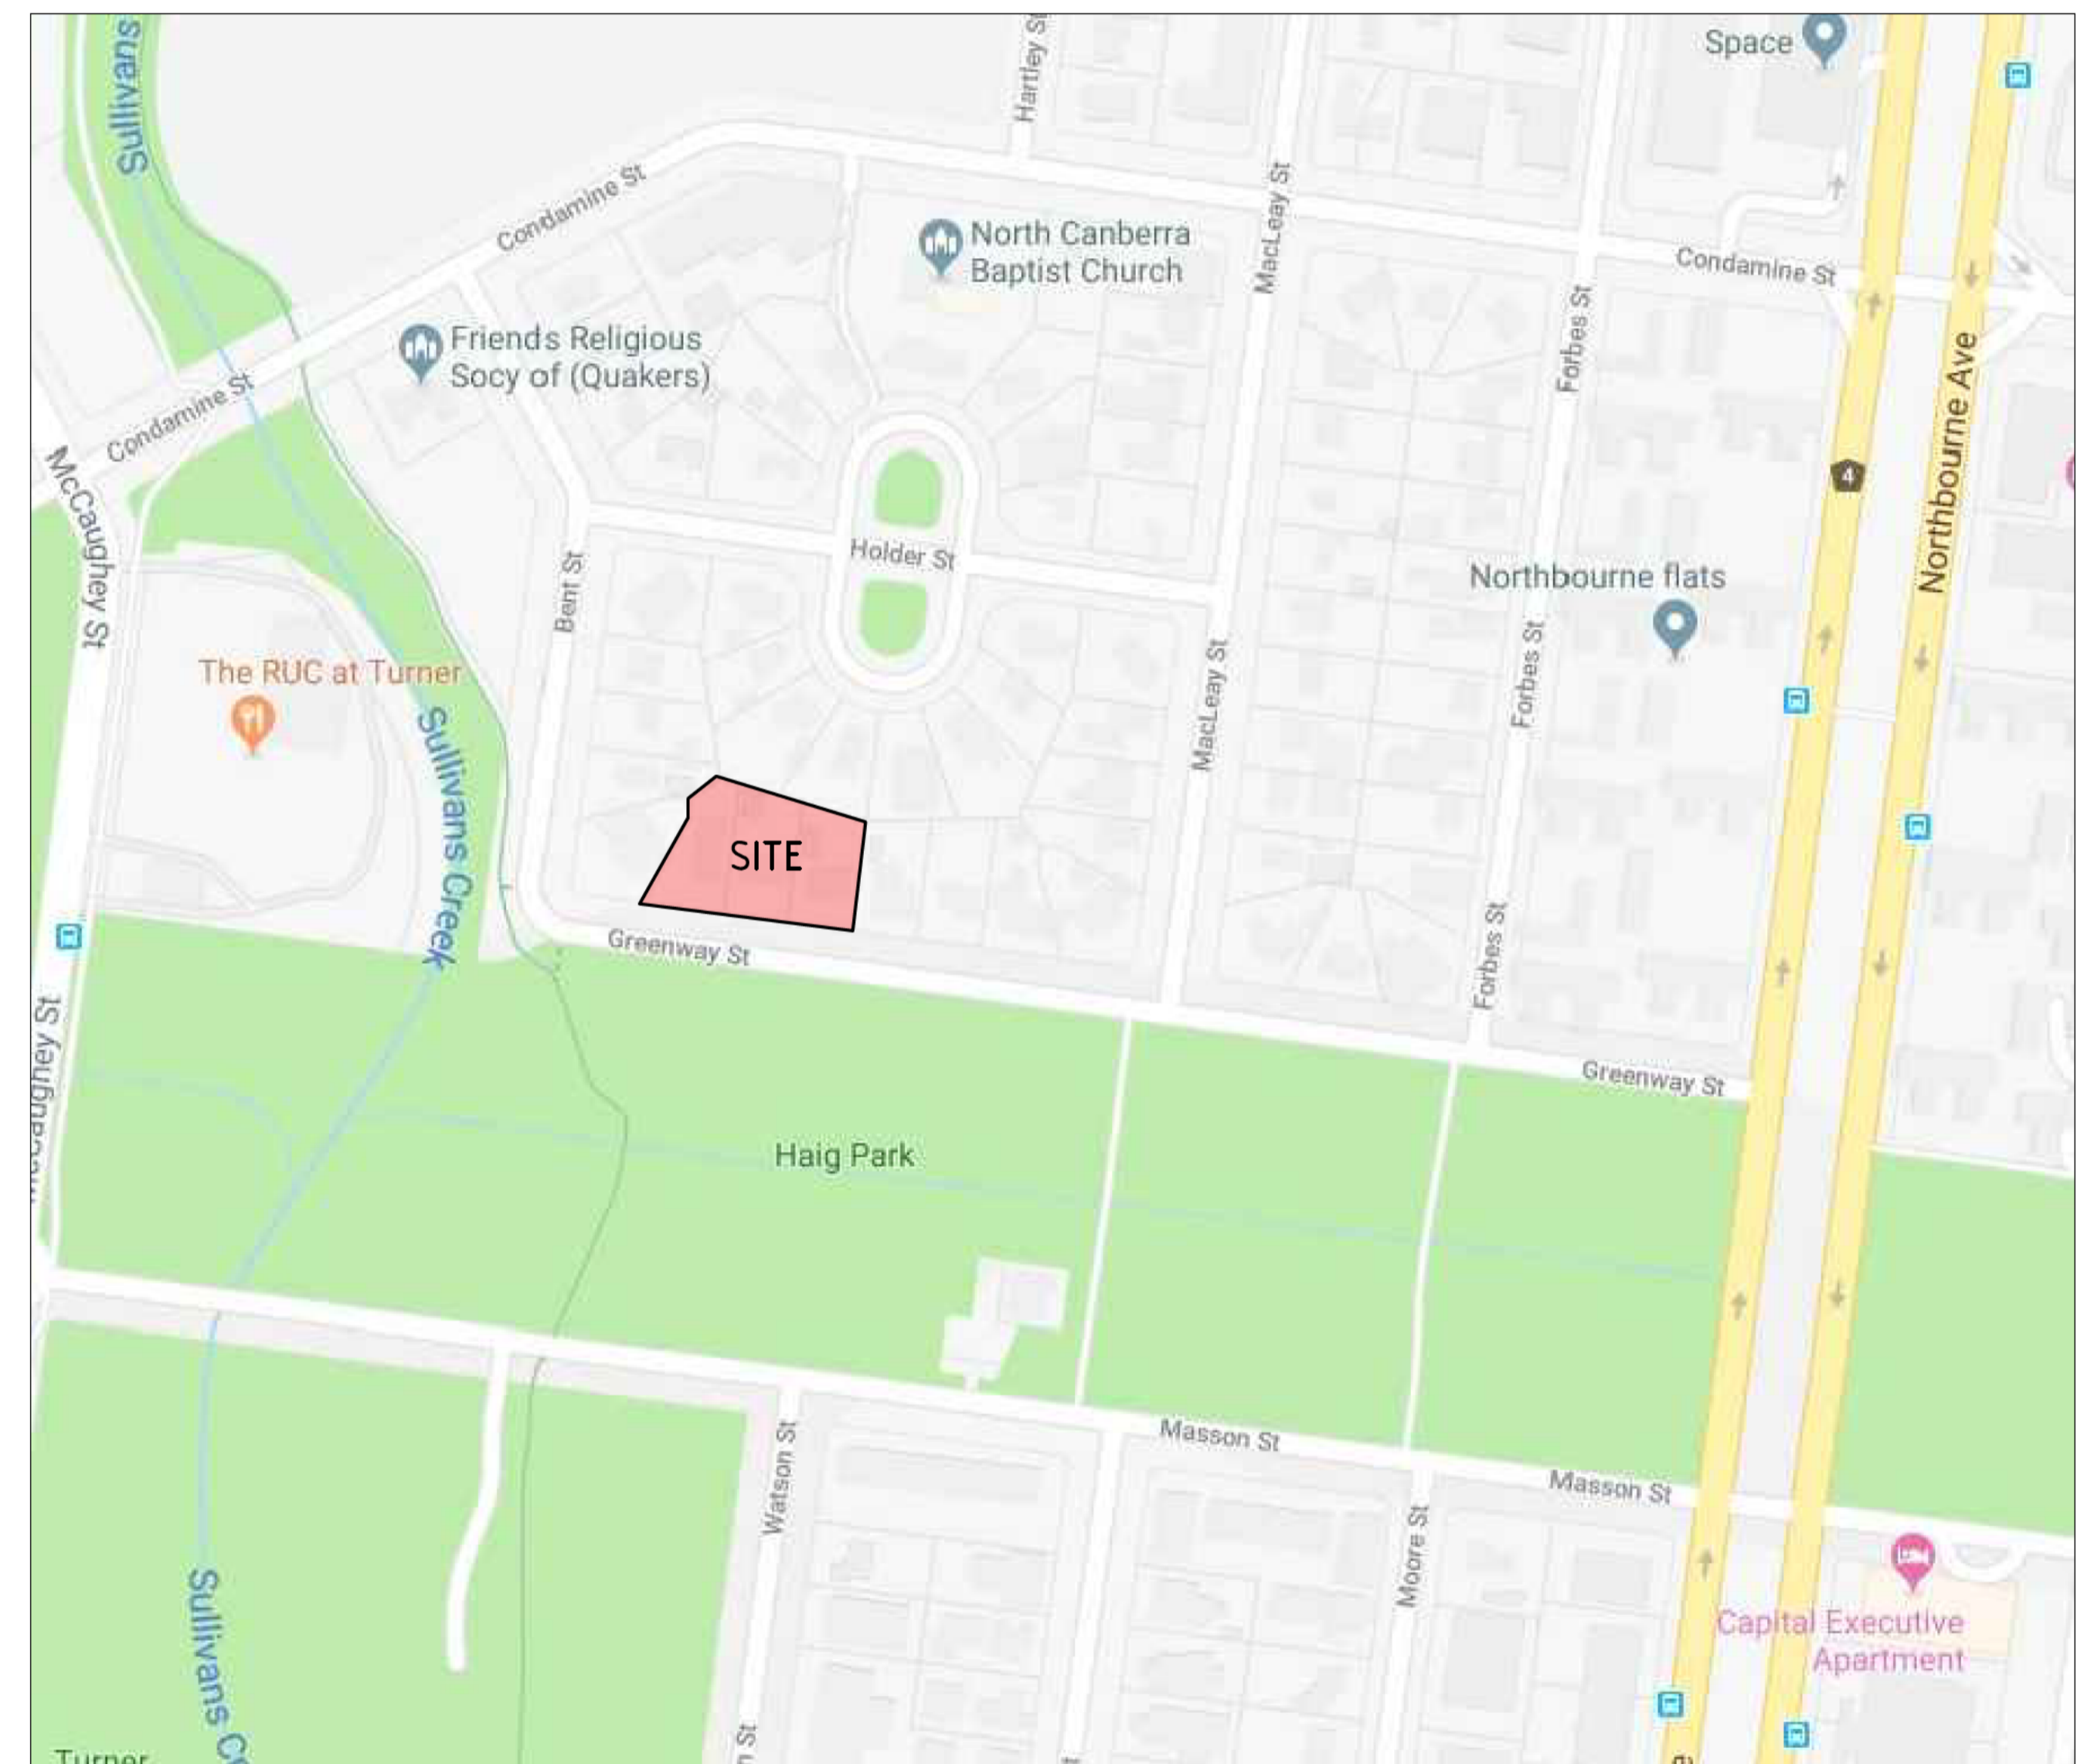 Sullivans
Hartley St
Space
Condamine St
MacLeay St
North Canberra
Baptist Church
Condamine St
Forbes St
Friends Religious
Socy of (Quakers)
Northbourne Ave
Condamine St
4
McCaughey St
Holder St
Bent St
Northbourne flats
MacLeay St
Forbes St
The RUC at Turner
Sullivans Creek
SITE
Forbes St
Greenway St
McCaughey St
Greenway St
Haig Park
Masson St
Watson St
Masson St
Moore St
Sullivans C
Capital Executive
Apartment
Turner